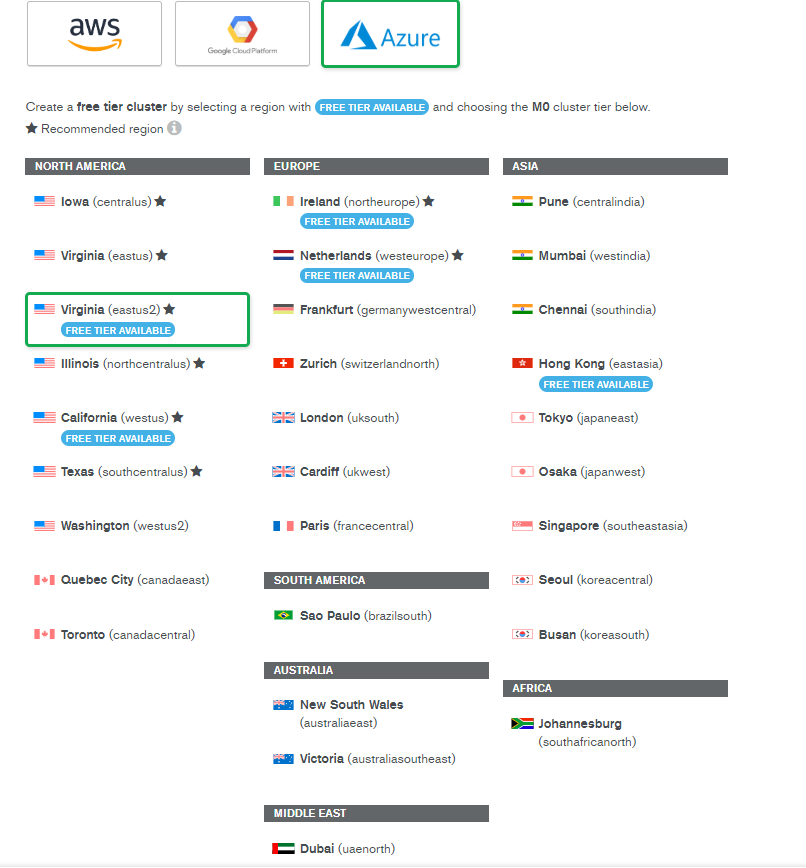 aws
Google Cloud Platform
Azure
Create a free tier cluster by selecting a region with FREE TIER AVAILABLE and choosing the M0 cluster tier below.
★ Recommended region i
NORTH AMERICA
Iowa (centralus) ★
Virginia (eastus) ★
Virginia (eastus2) ★
FREE TIER AVAILABLE
Illinois (northcentralus) ★
California (westus) ★
FREE TIER AVAILABLE
Texas (southcentralus) ★
Washington (westus2)
Quebec City (canadaeast)
Toronto (canadacentral)
EUROPE
Ireland (northeurope) ★
FREE TIER AVAILABLE
Netherlands (westeurope) ★
FREE TIER AVAILABLE
Frankfurt (germanywestcentral)
Zurich (switzerlandnorth)
London (uksouth)
Cardiff (ukwest)
Paris (francecentral)
SOUTH AMERICA
Sao Paulo (brazilsouth)
AUSTRALIA
New South Wales
(australiaeast)
Victoria (australiasoutheast)
MIDDLE EAST
Dubai (uaenorth)
ASIA
Pune (centralindia)
Mumbai (westindia)
Chennai (southindia)
Hong Kong (eastasia)
FREE TIER AVAILABLE
Tokyo (japaneast)
Osaka (japanwest)
Singapore (southeastasia)
Seoul (koreacentral)
Busan (koreasouth)
AFRICA
Johannesburg
(southafricanorth)